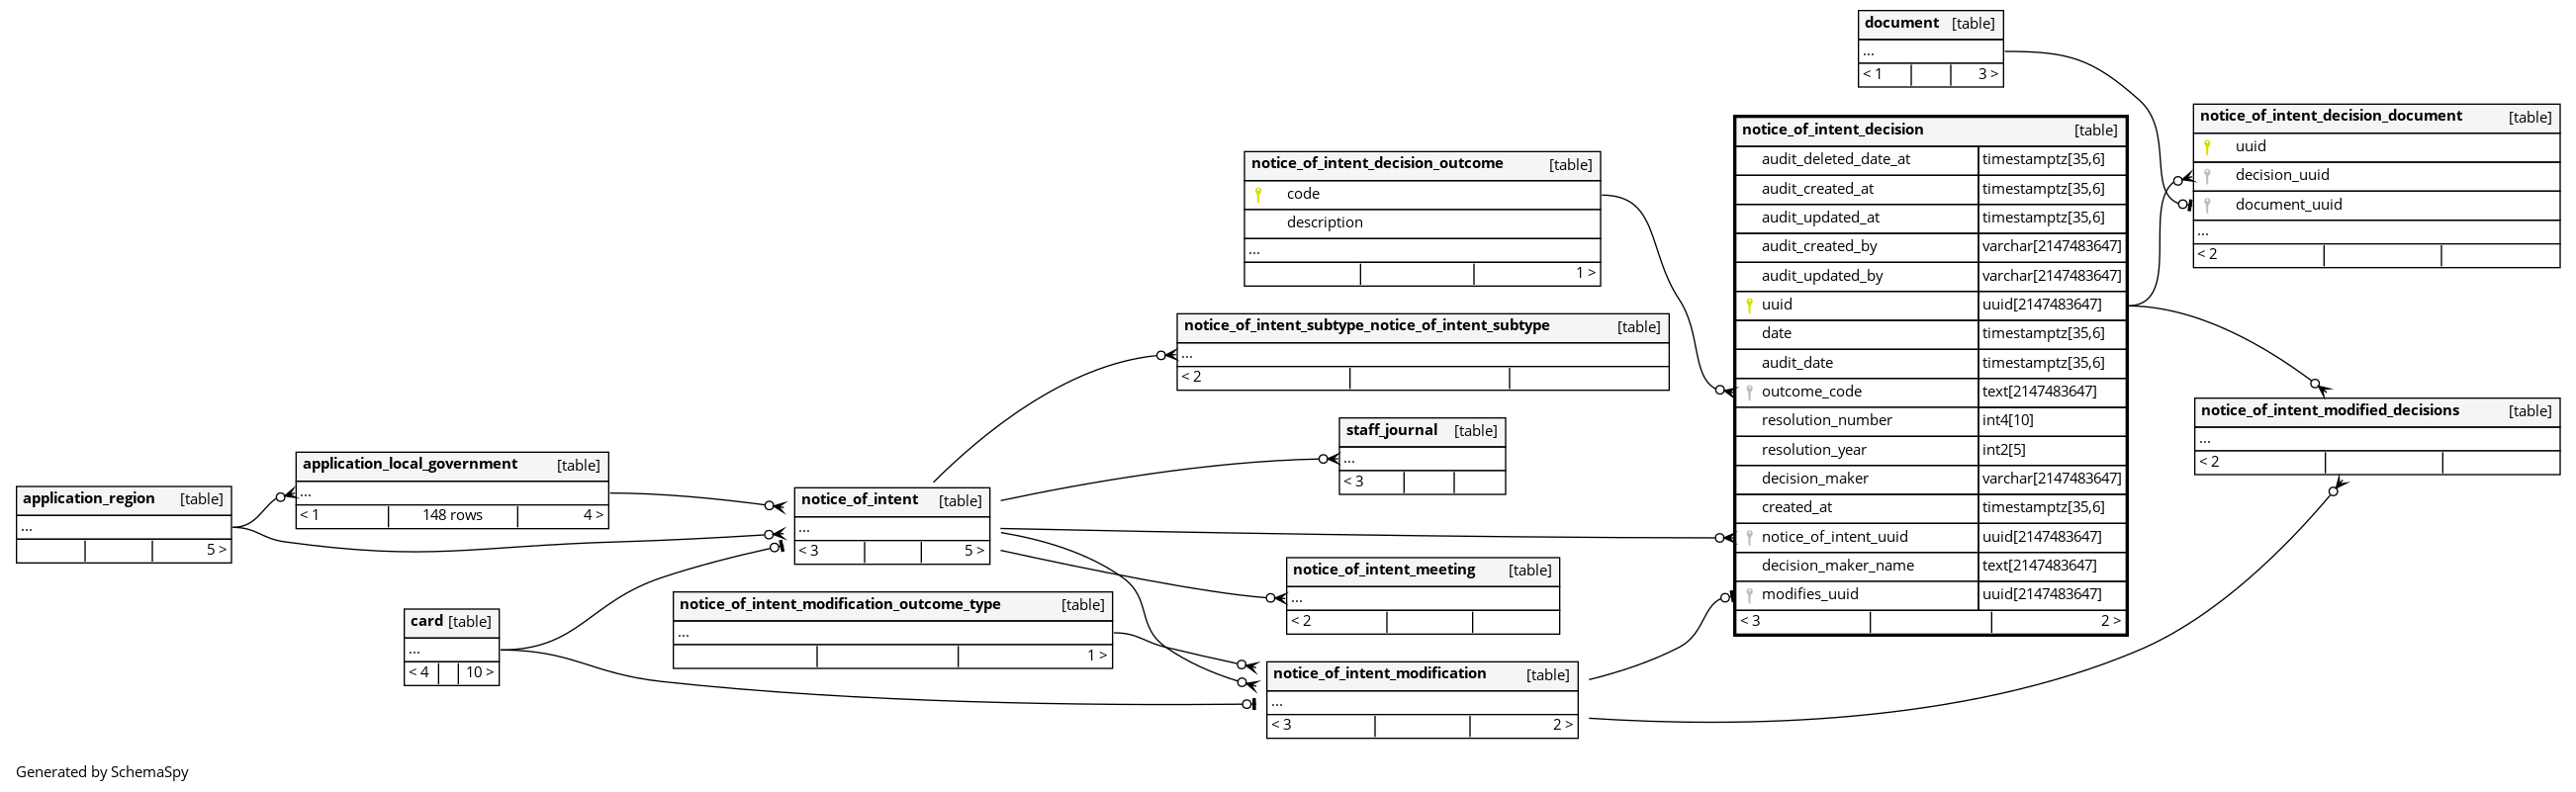 document [table]
...
< 1 3 >
notice_of_intent_decision_document [table]
uuid
decision_uuid
document_uuid
...
< 2
notice_of_intent_decision [table]
audit_deleted_date_at timestamptz[35,6]
audit_created_at timestamptz[35,6]
audit_updated_at timestamptz[35,6]
audit_created_by varchar[2147483647]
audit_updated_by varchar[2147483647]
uuid uuid[2147483647]
date timestamptz[35,6]
audit_date timestamptz[35,6]
outcome_code text[2147483647]
resolution_number int4[10]
resolution_year int2[5]
decision_maker varchar[2147483647]
created_at timestamptz[35,6]
notice_of_intent_uuid uuid[2147483647]
decision_maker_name text[2147483647]
modifies_uuid uuid[2147483647]
< 3 2 >
notice_of_intent_decision_outcome [table]
code
description
...
1 >
notice_of_intent_subtype_notice_of_intent_subtype [table]
...
< 2
notice_of_intent_modified_decisions [table]
...
< 2
staff_journal [table]
...
< 3
application_local_government [table]
...
< 1 148 rows 4 >
application_region [table]
...
5 >
notice_of_intent [table]
...
< 3 5 >
notice_of_intent_meeting [table]
...
< 2
notice_of_intent_modification_outcome_type [table]
...
1 >
card [table]
...
< 4 10 >
notice_of_intent_modification [table]
...
< 3 2 >
Generated by SchemaSpy